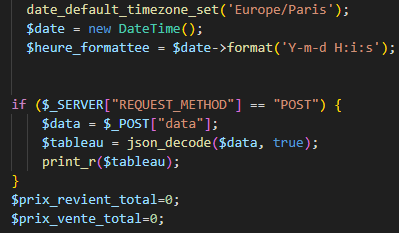 date_default_timezone_set('Europe/Paris');
$date = new DateTime();
$heure_formattee = $date->format('Y-m-d H:i:s');
if ($_SERVER["REQUEST_METHOD"] == "POST") {
$data = $_POST["data"];
$tableau = json_decode($data, true);
print_r($tableau);
}
$prix_revient_total=0;
$prix_vente_total=0;